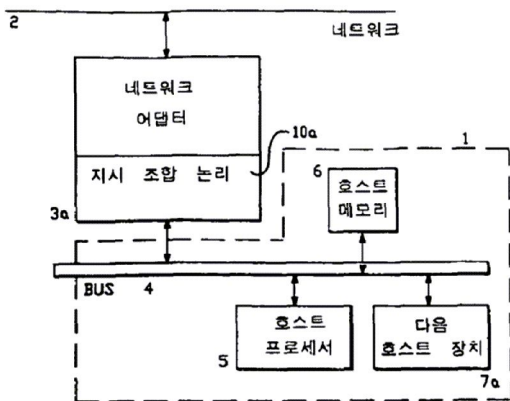 2
네트워크
네트워크
어댑터
10a
1
지시 조합 논리
6
호스트
메모리
3a
BUS 4
호스트
프로세서
5
다음
호스트 장치
7a